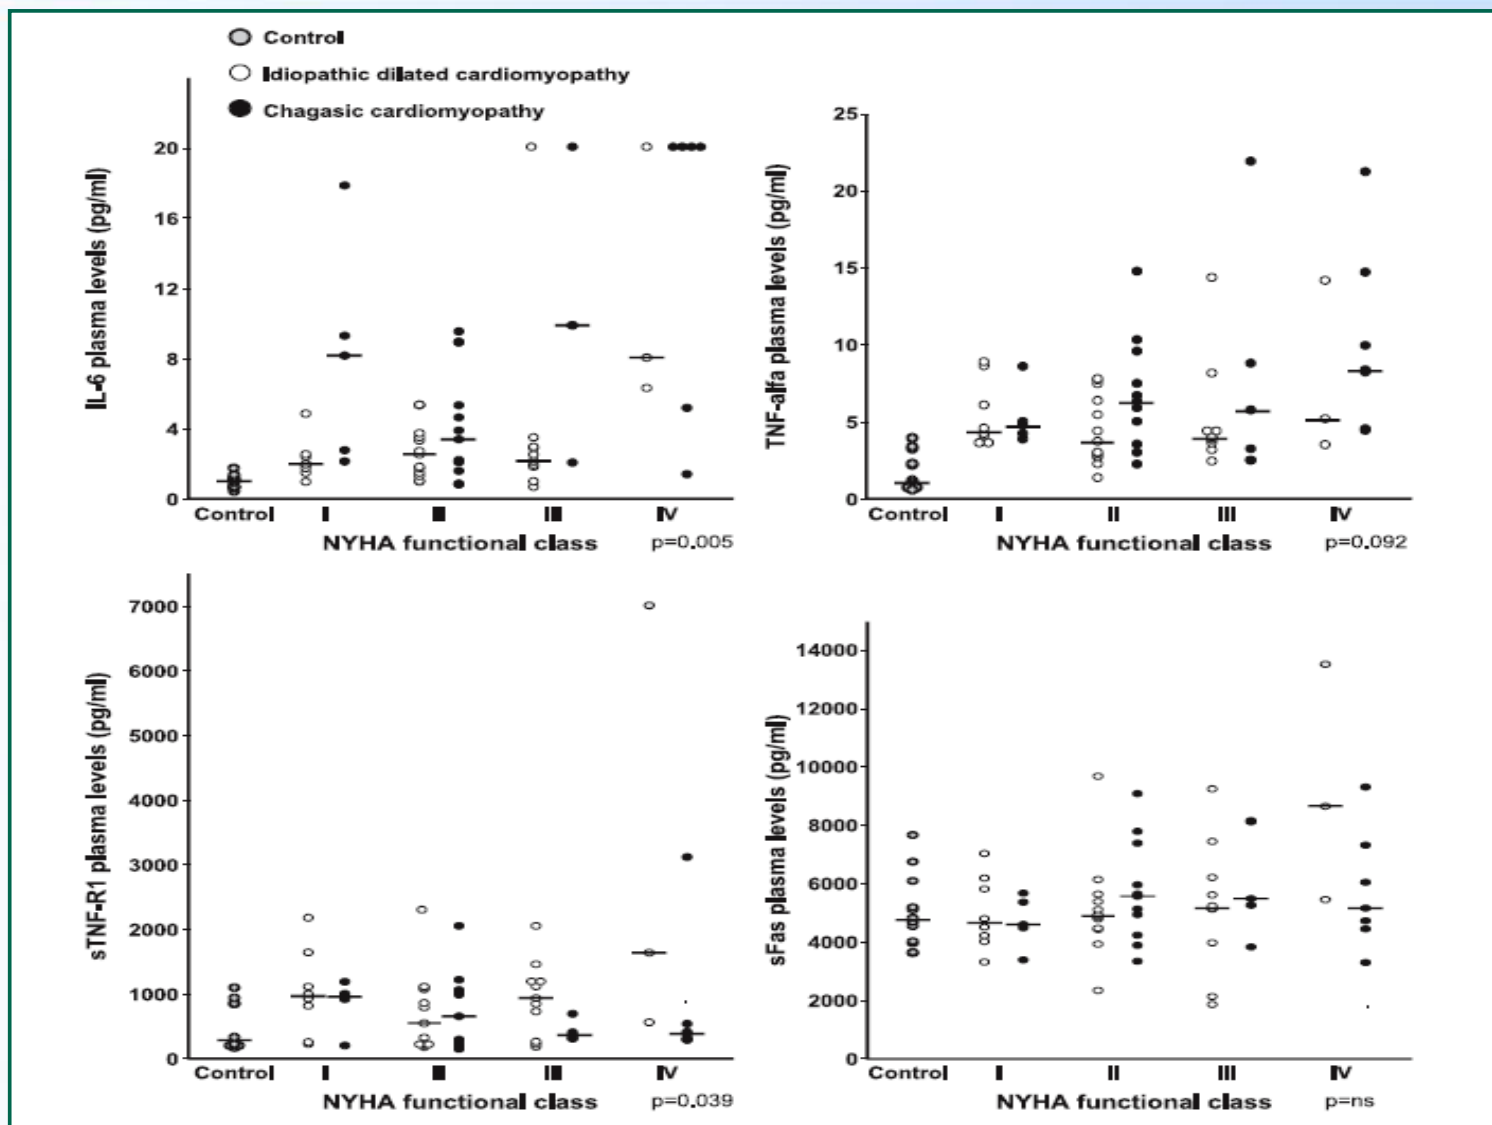 Control
Idiopathic dilated cardiomyopathy
Chagasic cardiomyopathy
IL-6 plasma levels (pg/ml)
20
16
12
8
4
0
Control I II III IV
NYHA functional class p=0.005
TNF-alfa plasma levels (pg/ml)
25
20
15
10
5
0
Control I II III IV
NYHA functional class p=0.092
sTNF-R1 plasma levels (pg/ml)
7000
6000
5000
4000
3000
2000
1000
0
Control I II III IV
NYHA functional class p=0.039
sFas plasma levels (pg/ml)
14000
12000
10000
8000
6000
4000
2000
0
Control I II III IV
NYHA functional class p=ns